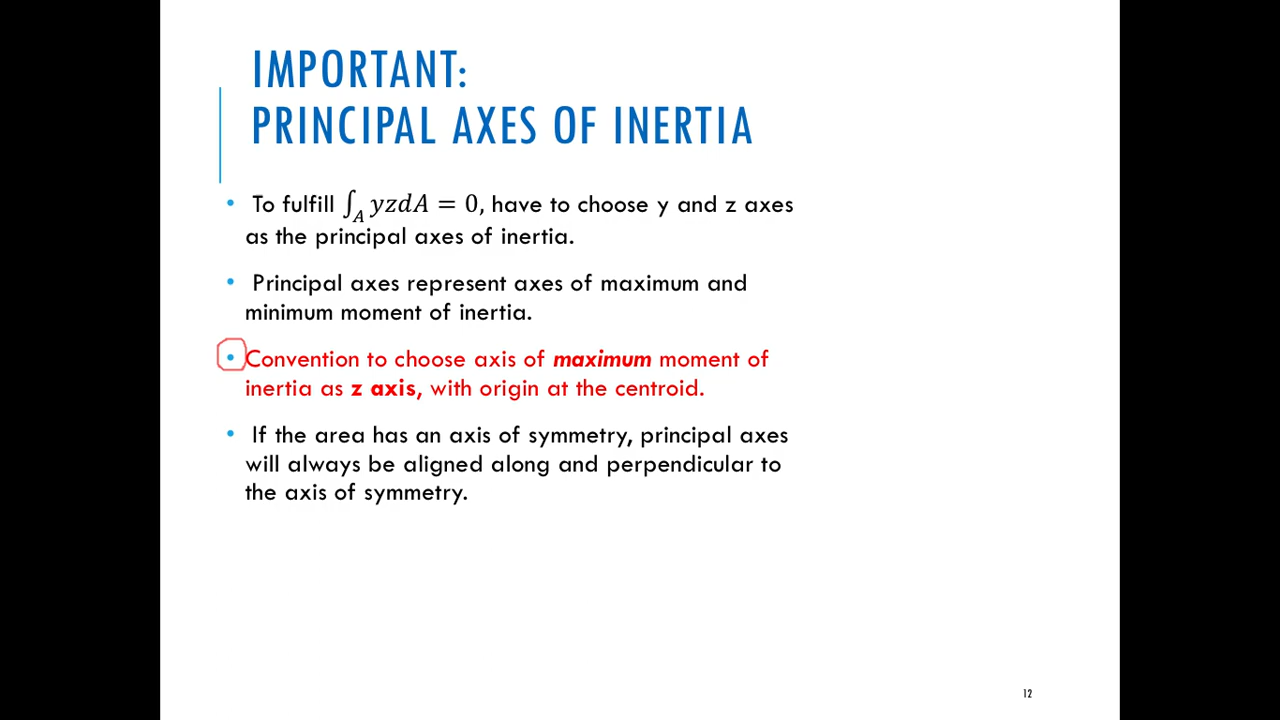 IMPORTANT:
PRINCIPAL AXES OF INERTIA
• To fulfill ∫_A yzdA = 0, have to choose y and z axes
as the principal axes of inertia.
• Principal axes represent axes of maximum and
minimum moment of inertia.
• Convention to choose axis of maximum moment of
inertia as z axis, with origin at the centroid.
• If the area has an axis of symmetry, principal axes
will always be aligned along and perpendicular to
the axis of symmetry.
12